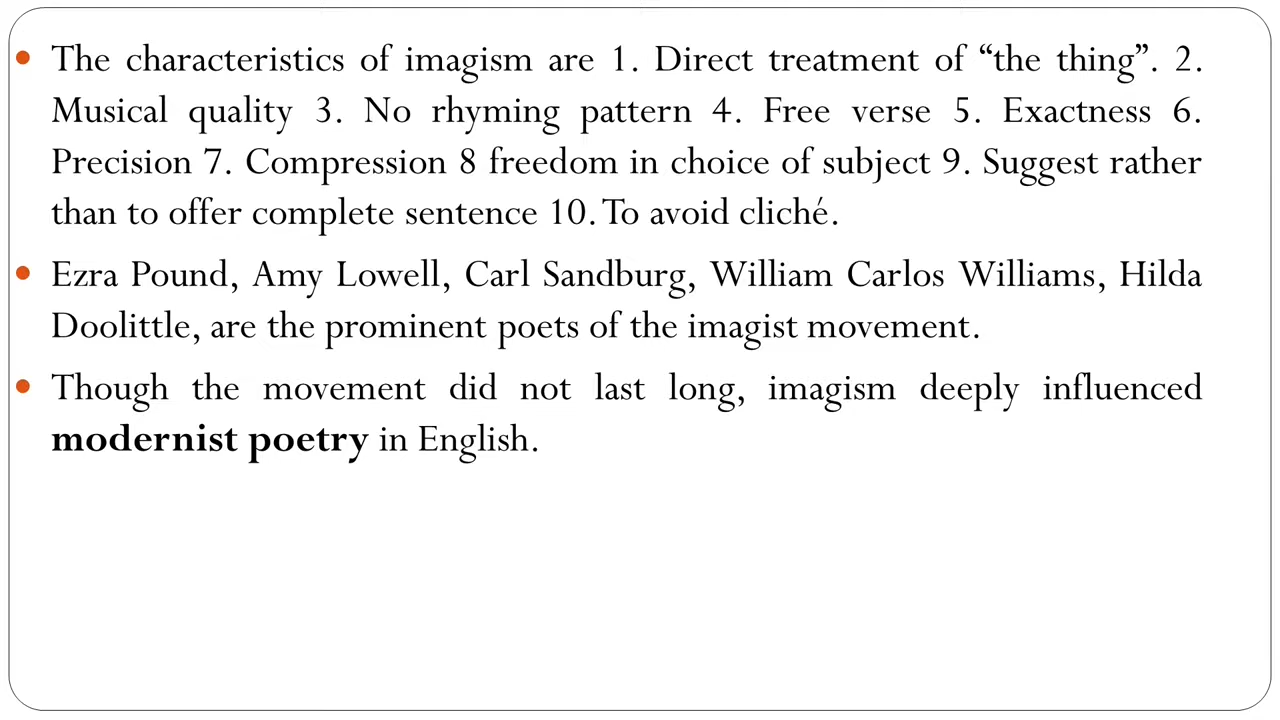 • The characteristics of imagism are 1. Direct treatment of “the thing”. 2.
Musical quality 3. No rhyming pattern 4. Free verse 5. Exactness 6.
Precision 7. Compression 8 freedom in choice of subject 9. Suggest rather
than to offer complete sentence 10. To avoid cliché.
• Ezra Pound, Amy Lowell, Carl Sandburg, William Carlos Williams, Hilda
Doolittle, are the prominent poets of the imagist movement.
• Though the movement did not last long, imagism deeply influenced
modernist poetry in English.